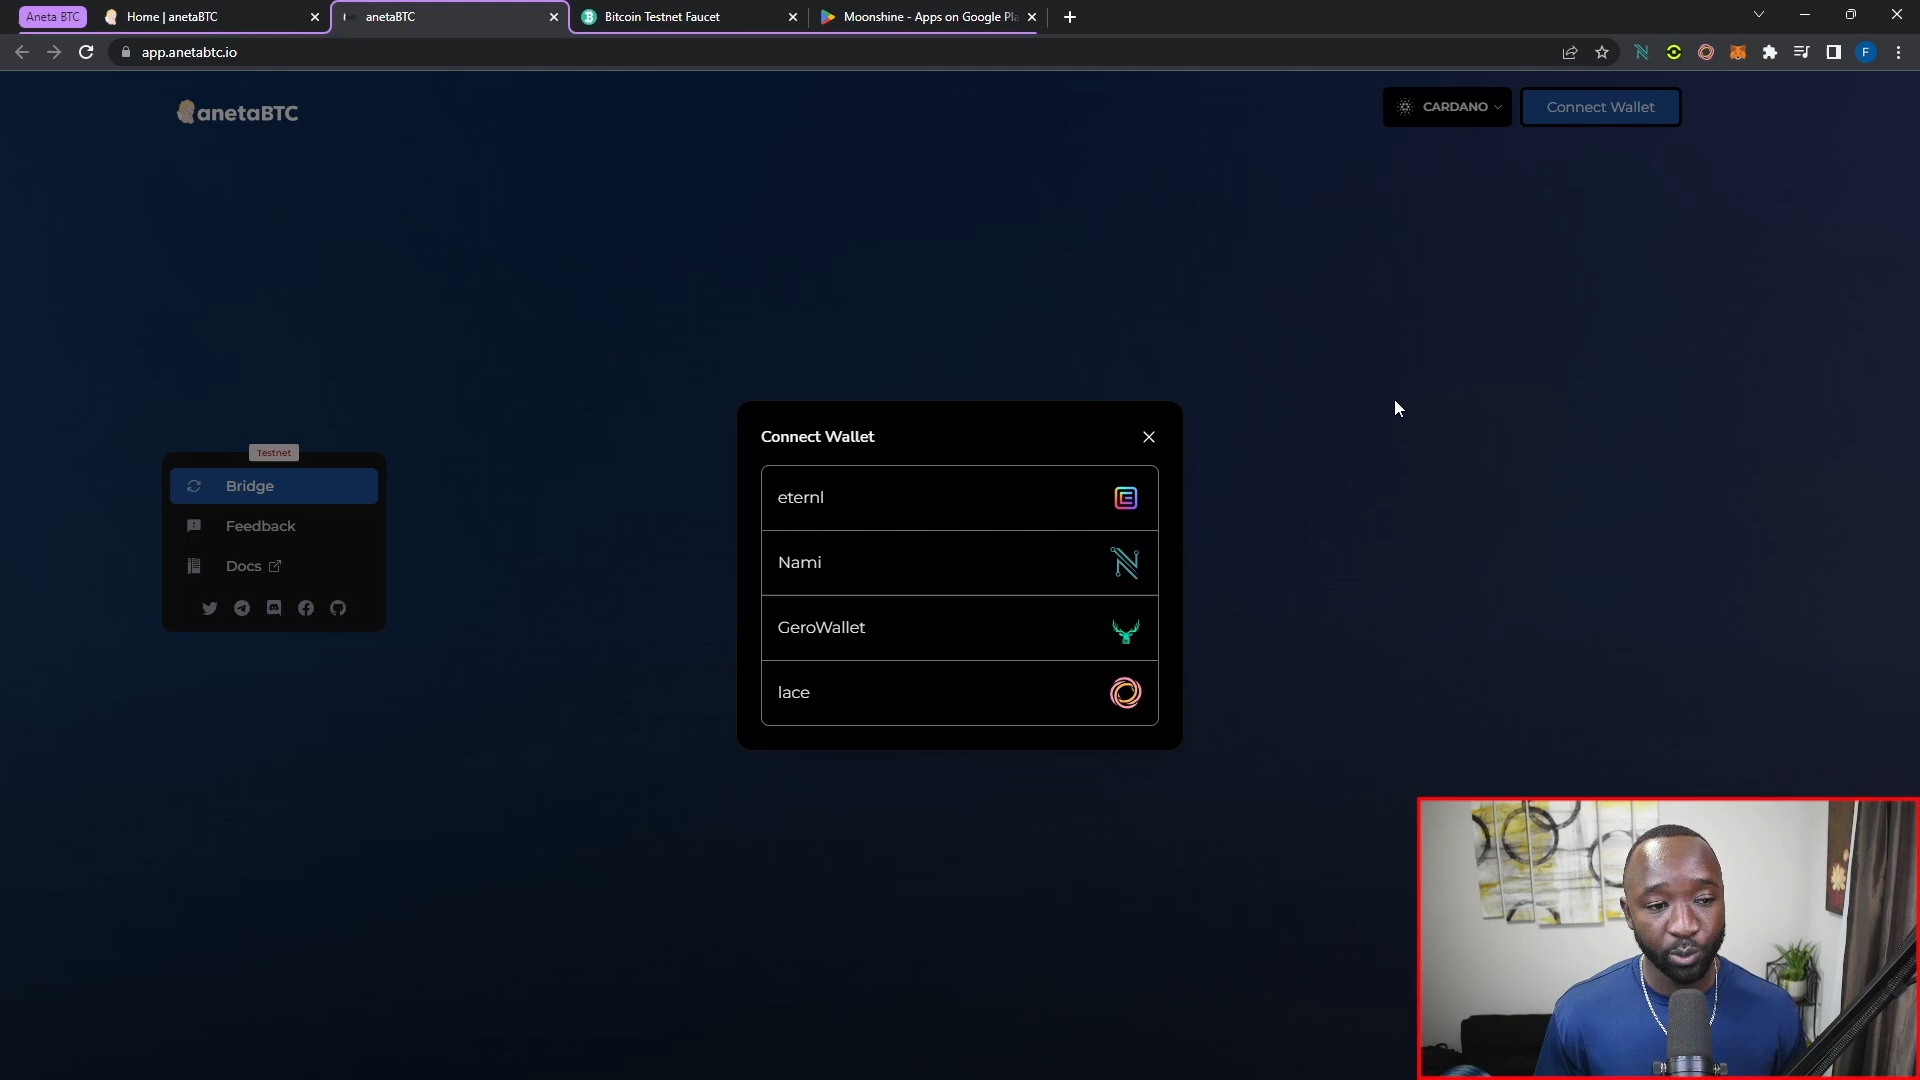 Aneta BTC
Home | anetaBTC
anetaBTC
Bitcoin Testnet Faucet
Moonshine - Apps on Google Pl
app.anetabtc.io
F
anetaBTC
CARDANO
Connect Wallet
Connect Wallet
eternl
Nami
GeroWallet
lace
Testnet
Bridge
Feedback
Docs